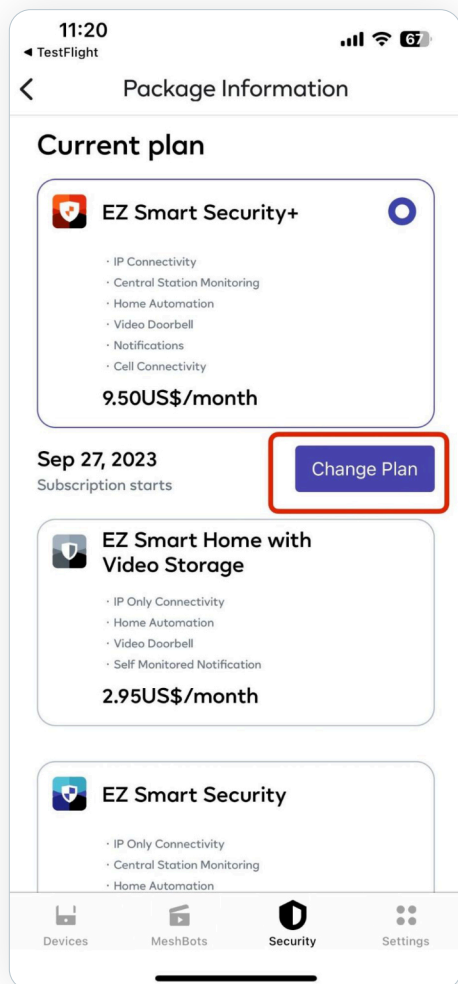 11:20
67
◀ TestFlight
Package Information
Current plan
EZ Smart Security+
· IP Connectivity
· Central Station Monitoring
· Home Automation
· Video Doorbell
· Notifications
· Cell Connectivity
9.50US$/month
Sep 27, 2023
Subscription starts
Change Plan
EZ Smart Home with
Video Storage
· IP Only Connectivity
· Home Automation
· Video Doorbell
· Self Monitored Notification
2.95US$/month
EZ Smart Security
· IP Only Connectivity
· Central Station Monitoring
· Home Automation
Devices
MeshBots
Security
Settings